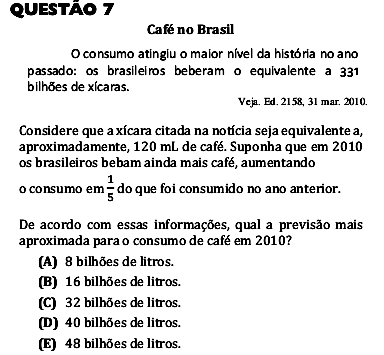 QUESTÃO 7
Café no Brasil
O consumo atingiu o maior nível da história no ano
passado: os brasileiros beberam o equivalente a 331
bilhões de xícaras.
Veja. Ed. 2158, 31 mar. 2010.
Considere que a xícara citada na notícia seja equivalente a,
aproximadamente, 120 mL de café. Suponha que em 2010
os brasileiros bebam ainda mais café, aumentando
o consumo em 1/5 do que foi consumido no ano anterior.
De acordo com essas informações, qual a previsão mais
aproximada para o consumo de café em 2010?
(A) 8 bilhões de litros.
(B) 16 bilhões de litros.
(C) 32 bilhões de litros.
(D) 40 bilhões de litros.
(E) 48 bilhões de litros.